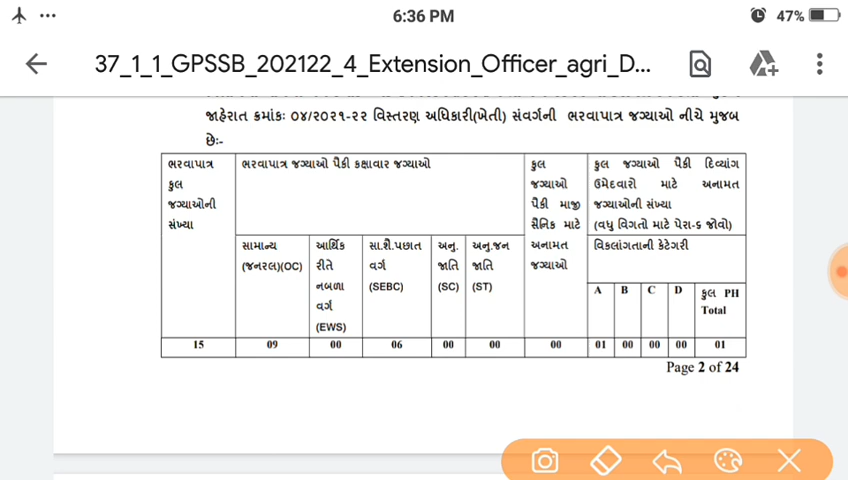 6:36 PM
47%
37_1_1_GPSSB_202122_4_Extension_Officer_agri_D...
જાહેરાત ક્રમાંક: ૦૪/૨૦૨૧-૨૨ વિસ્તરણ અધિકારી(ખેતી) સંવર્ગની ભરવાપાત્ર જગ્યાઓ નીચે મુજબ
છે:-
ભરવાપાત્ર
કુલ
જગ્યાઓની
સંખ્યા
ભરવાપાત્ર જગ્યાઓ પૈકી કક્ષાવાર જગ્યાઓ
કુલ
જગ્યાઓ
પૈકી માજી
સૈનિક માટે
અનામત
જગ્યાઓ
કુલ જગ્યાઓ પૈકી દિવ્યાંગ
ઉમેદવારો માટે અનામત
જગ્યાઓની સંખ્યા
(વધુ વિગતો માટે પેરા-૬ જોવો)
સામાન્ય
(જનરલ)(OC)
આર્થિક
રીતે
નબળા
વર્ગ
(EWS)
સા.શૈ.પછાત
વર્ગ
(SEBC)
અનુ.
જાતિ
(SC)
અનુ.જન
જાતિ
(ST)
વિકલાંગતાની કેટેગરી
A B C D કુલ PH
Total
15 09 00 06 00 00 00 01 00 00 00 01
Page 2 of 24